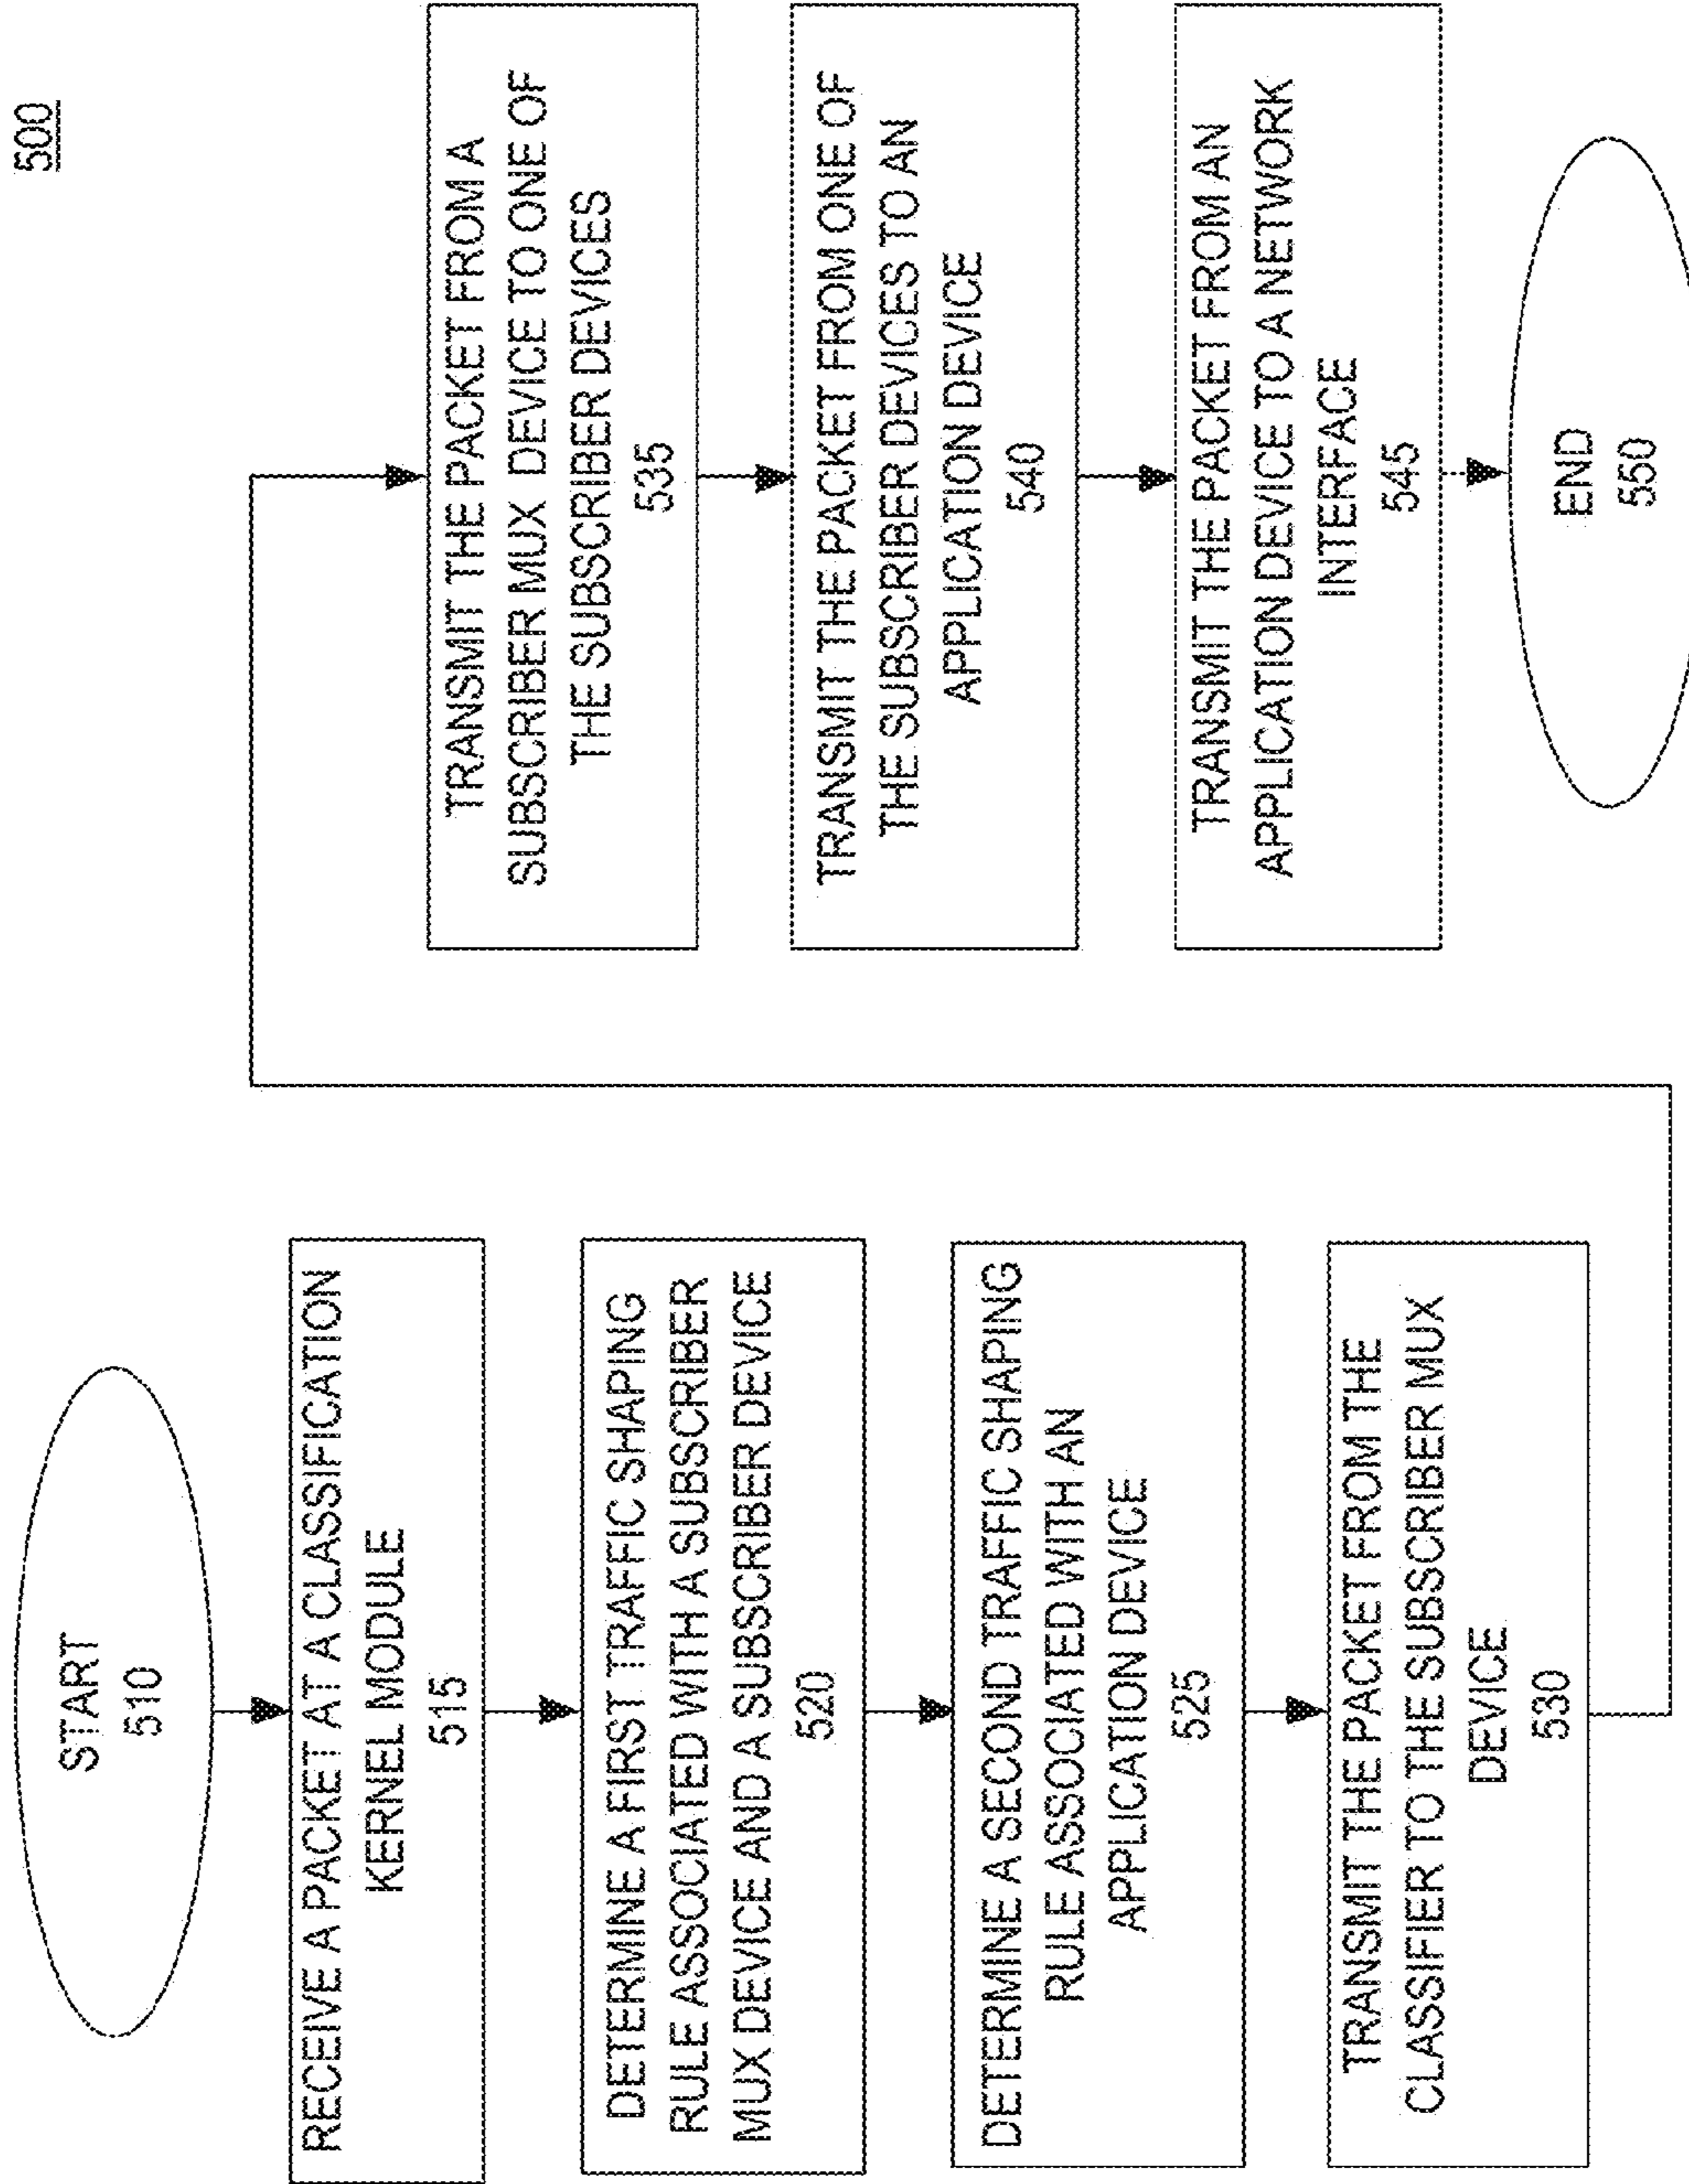 500
START
510
RECEIVE A PACKET AT A CLASSIFICATION
KERNEL MODULE
515
DETERMINE A FIRST TRAFFIC SHAPING
RULE ASSOCIATED WITH A SUBSCRIBER
MUX DEVICE AND A SUBSCRIBER DEVICE
520
DETERMINE A SECOND TRAFFIC SHAPING
RULE ASSOCIATED WITH AN
APPLICATION DEVICE
525
TRANSMIT THE PACKET FROM THE
CLASSIFIER TO THE SUBSCRIBER MUX
DEVICE
530
TRANSMIT THE PACKET FROM A
SUBSCRIBER MUX DEVICE TO ONE OF
THE SUBSCRIBER DEVICES
535
TRANSMIT THE PACKET FROM ONE OF
THE SUBSCRIBER DEVICES TO AN
APPLICATION DEVICE
540
TRANSMIT THE PACKET FROM AN
APPLICATION DEVICE TO A NETWORK
INTERFACE
545
END
550